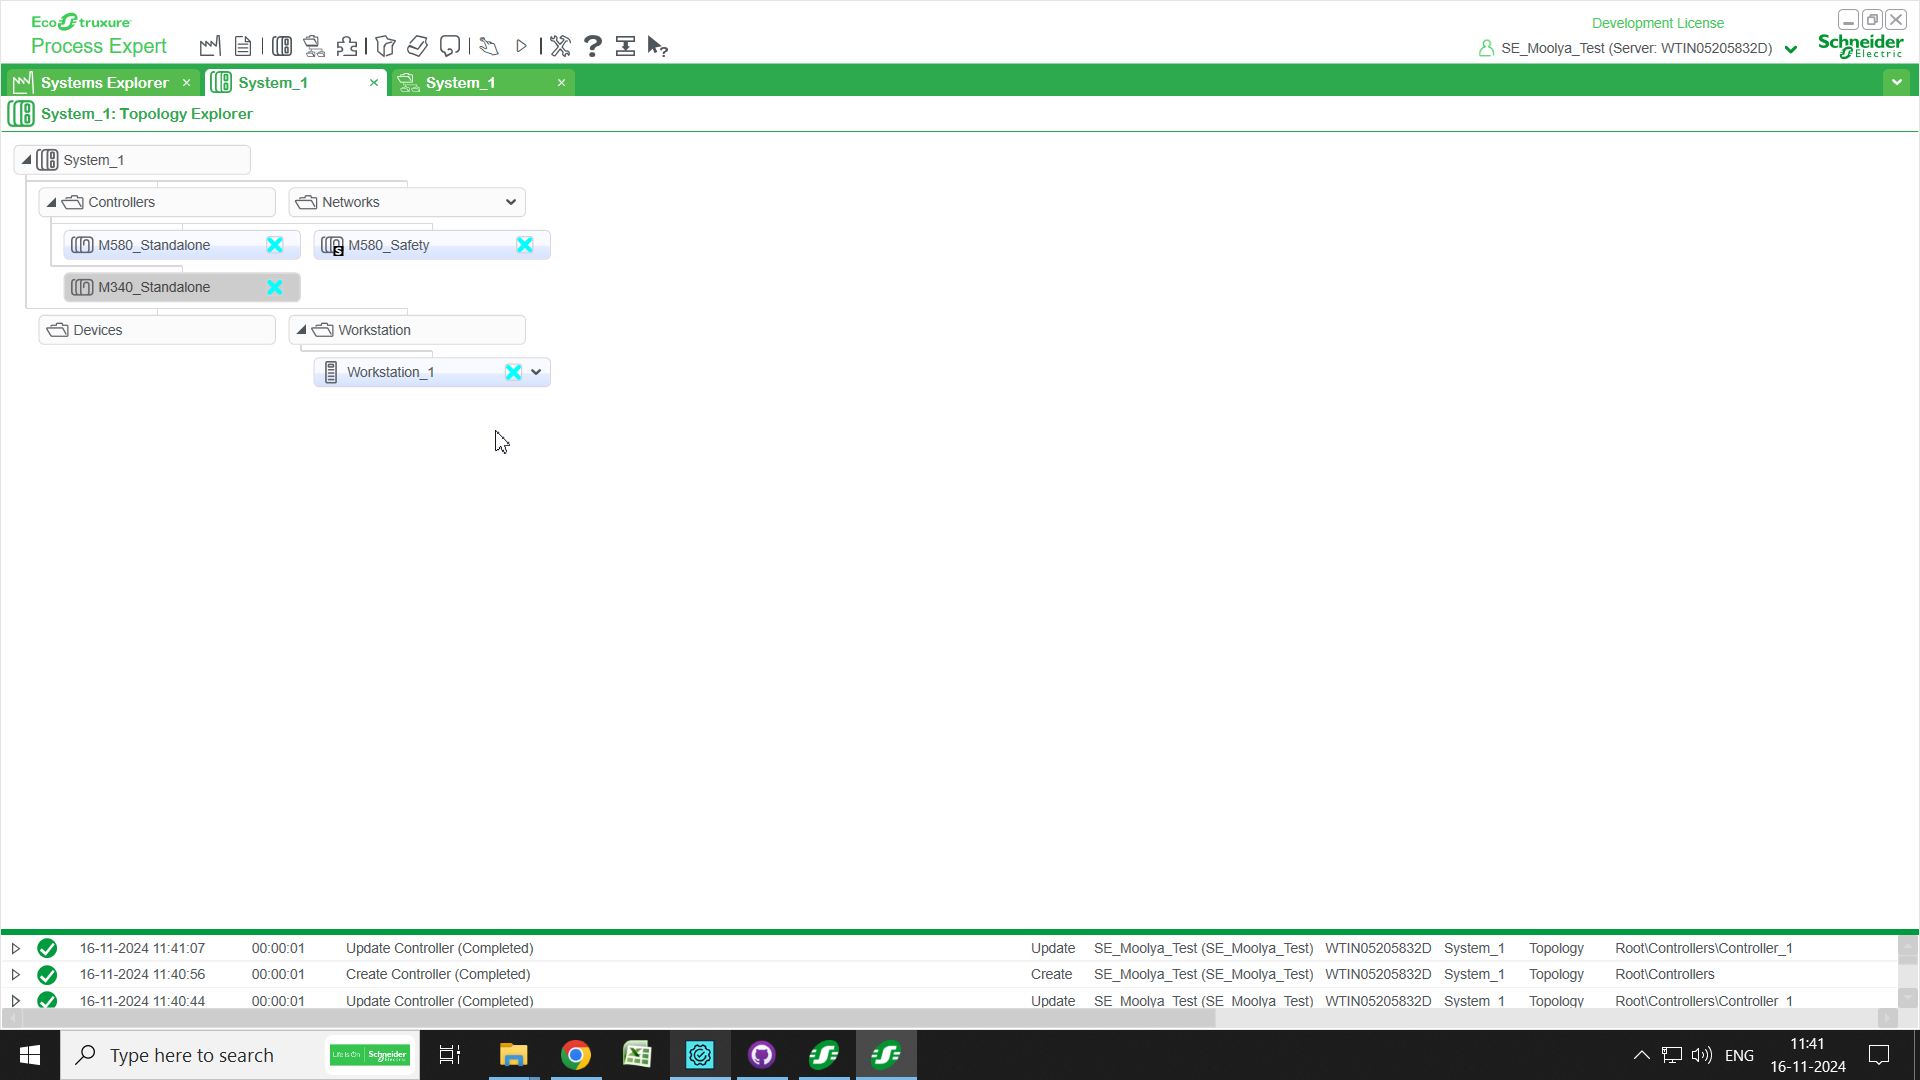 EcoStruxure
Process Expert
Development License
SE_Moolya_Test (Server: WTIN05205832D)
Schneider
Electric
Systems Explorer
System_1
System_1
System_1: Topology Explorer
System_1
Controllers
Networks
M580_Standalone
S
M580_Safety
M340_Standalone
Devices
Workstation
Workstation_1
16-11-2024 11:41:07 00:00:01 Update Controller (Completed) Update SE_Moolya_Test (SE_Moolya_Test) WTIN05205832D System_1 Topology Root\Controllers\Controller_1
16-11-2024 11:40:56 00:00:01 Create Controller (Completed) Create SE_Moolya_Test (SE_Moolya_Test) WTIN05205832D System_1 Topology Root\Controllers
16-11-2024 11:40:44 00:00:01 Update Controller (Completed) Update SE_Moolya_Test (SE_Moolya_Test) WTIN05205832D System_1 Topology Root\Controllers\Controller_1
Type here to search
Life Is On
Schneider
Electric
ENG
11:41
16-11-2024